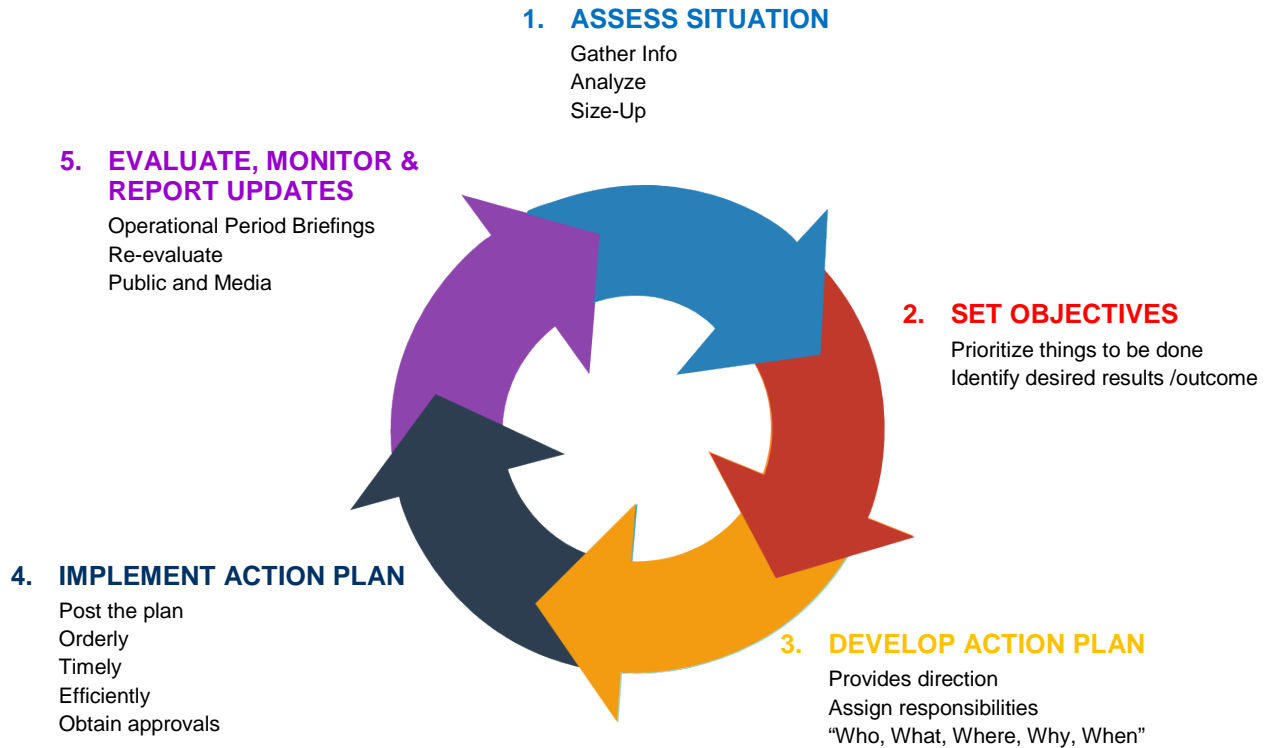 1. ASSESS SITUATION
Gather Info
Analyze
Size-Up
2. SET OBJECTIVES
Prioritize things to be done
Identify desired results /outcome
3. DEVELOP ACTION PLAN
Provides direction
Assign responsibilities
“Who, What, Where, Why, When”
4. IMPLEMENT ACTION PLAN
Post the plan
Orderly
Timely
Efficiently
Obtain approvals
5. EVALUATE, MONITOR &
REPORT UPDATES
Operational Period Briefings
Re-evaluate
Public and Media